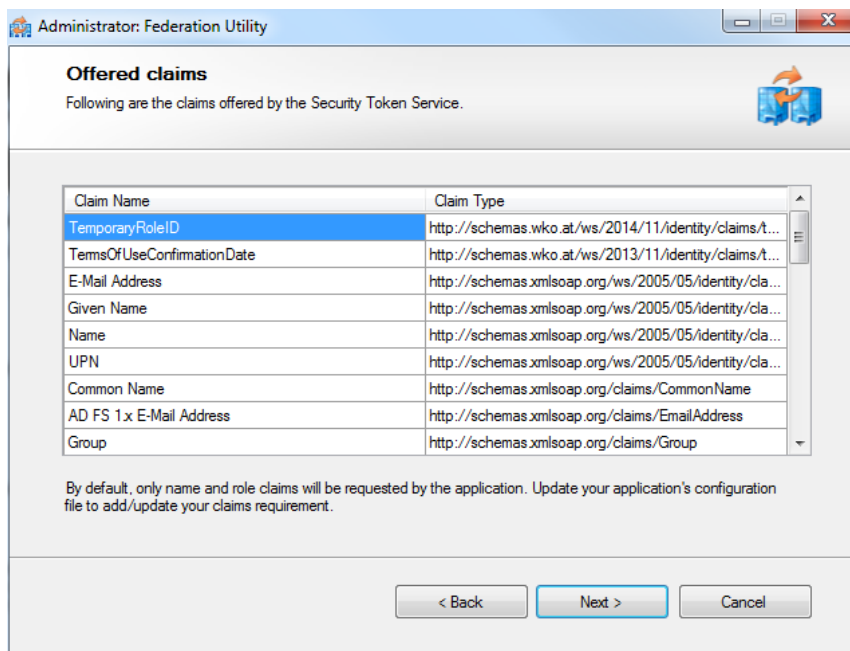 Administrator: Federation Utility
Offered claims
Following are the claims offered by the Security Token Service.
Claim Name Claim Type
TemporaryRoleID http://schemas.wko.at/ws/2014/11/identity/claims/t...
TermsOfUseConfirmationDate http://schemas.wko.at/ws/2013/11/identity/claims/t...
E-Mail Address http://schemas.xmlsoap.org/ws/2005/05/identity/cla...
Given Name http://schemas.xmlsoap.org/ws/2005/05/identity/cla...
Name http://schemas.xmlsoap.org/ws/2005/05/identity/cla...
UPN http://schemas.xmlsoap.org/ws/2005/05/identity/cla...
Common Name http://schemas.xmlsoap.org/claims/CommonName
AD FS 1.x E-Mail Address http://schemas.xmlsoap.org/claims/EmailAddress
Group http://schemas.xmlsoap.org/claims/Group
By default, only name and role claims will be requested by the application. Update your application's configuration
file to add/update your claims requirement.
< Back Next > Cancel